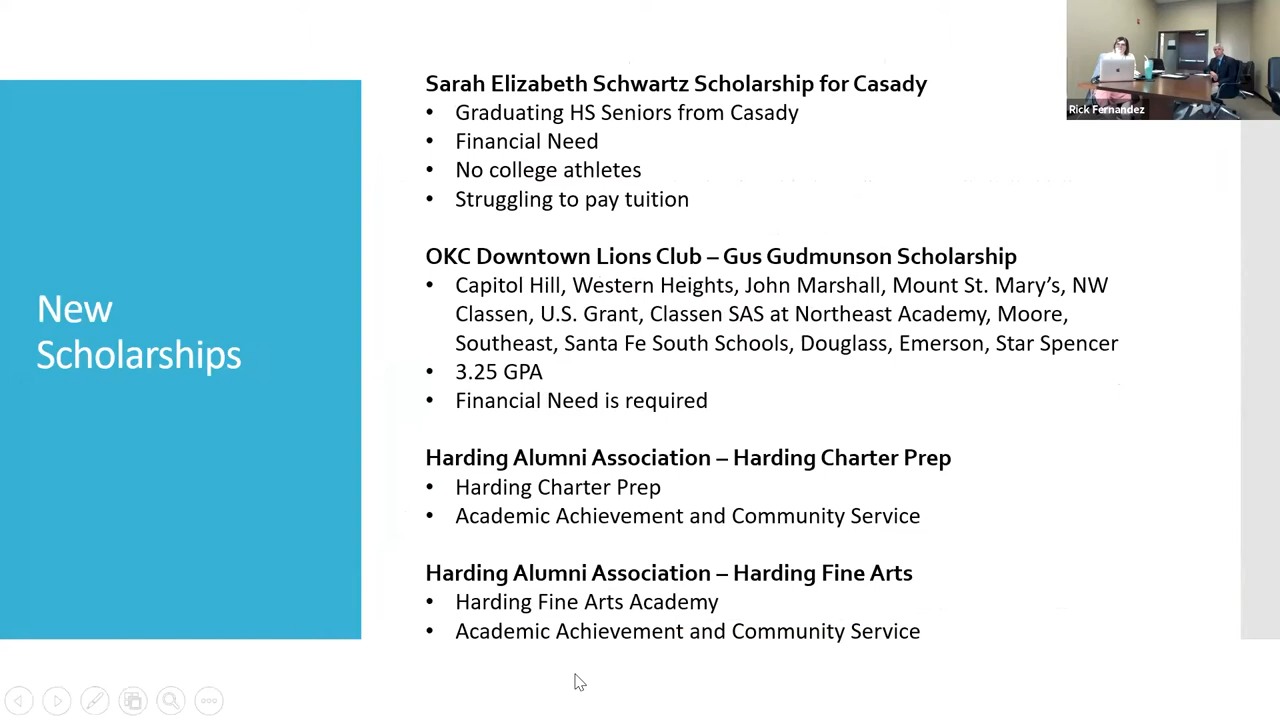 New
Scholarships
Sarah Elizabeth Schwartz Scholarship for Casady
• Graduating HS Seniors from Casady
• Financial Need
• No college athletes
• Struggling to pay tuition
OKC Downtown Lions Club – Gus Gudmunson Scholarship
• Capitol Hill, Western Heights, John Marshall, Mount St. Mary’s, NW
Classen, U.S. Grant, Classen SAS at Northeast Academy, Moore,
Southeast, Santa Fe South Schools, Douglass, Emerson, Star Spencer
• 3.25 GPA
• Financial Need is required
Harding Alumni Association – Harding Charter Prep
• Harding Charter Prep
• Academic Achievement and Community Service
Harding Alumni Association – Harding Fine Arts
• Harding Fine Arts Academy
• Academic Achievement and Community Service
Rick Fernandez